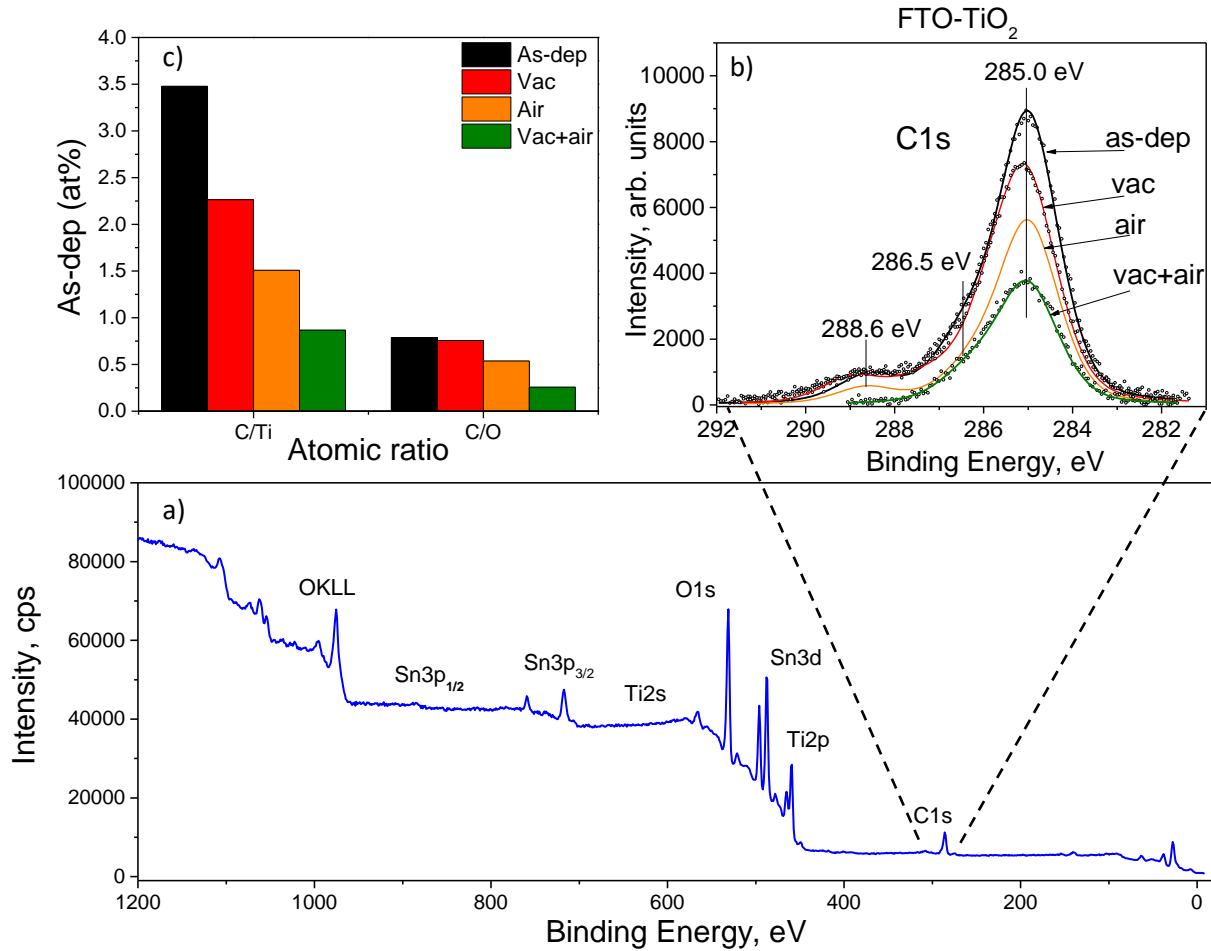 FTO-TiO₂
c)
As-dep
Vac
Air
Vac+air
4.0
3.5
3.0
2.5
2.0
1.5
1.0
0.5
0.0
As-dep (at%)
C/Ti
C/O
Atomic ratio
b)
285.0 eV
C1s
as-dep
vac
air
vac+air
286.5 eV
288.6 eV
10000
8000
6000
4000
2000
0
Intensity, arb. units
292 290 288 286 284 282
Binding Energy, eV
a)
100000
80000
60000
40000
20000
0
Intensity, cps
OKLL
Sn3p₁/₂
Sn3p₃/₂
Ti2s
O1s
Sn3d
Ti2p
C1s
1200 1000 800 600 400 200 0
Binding Energy, eV